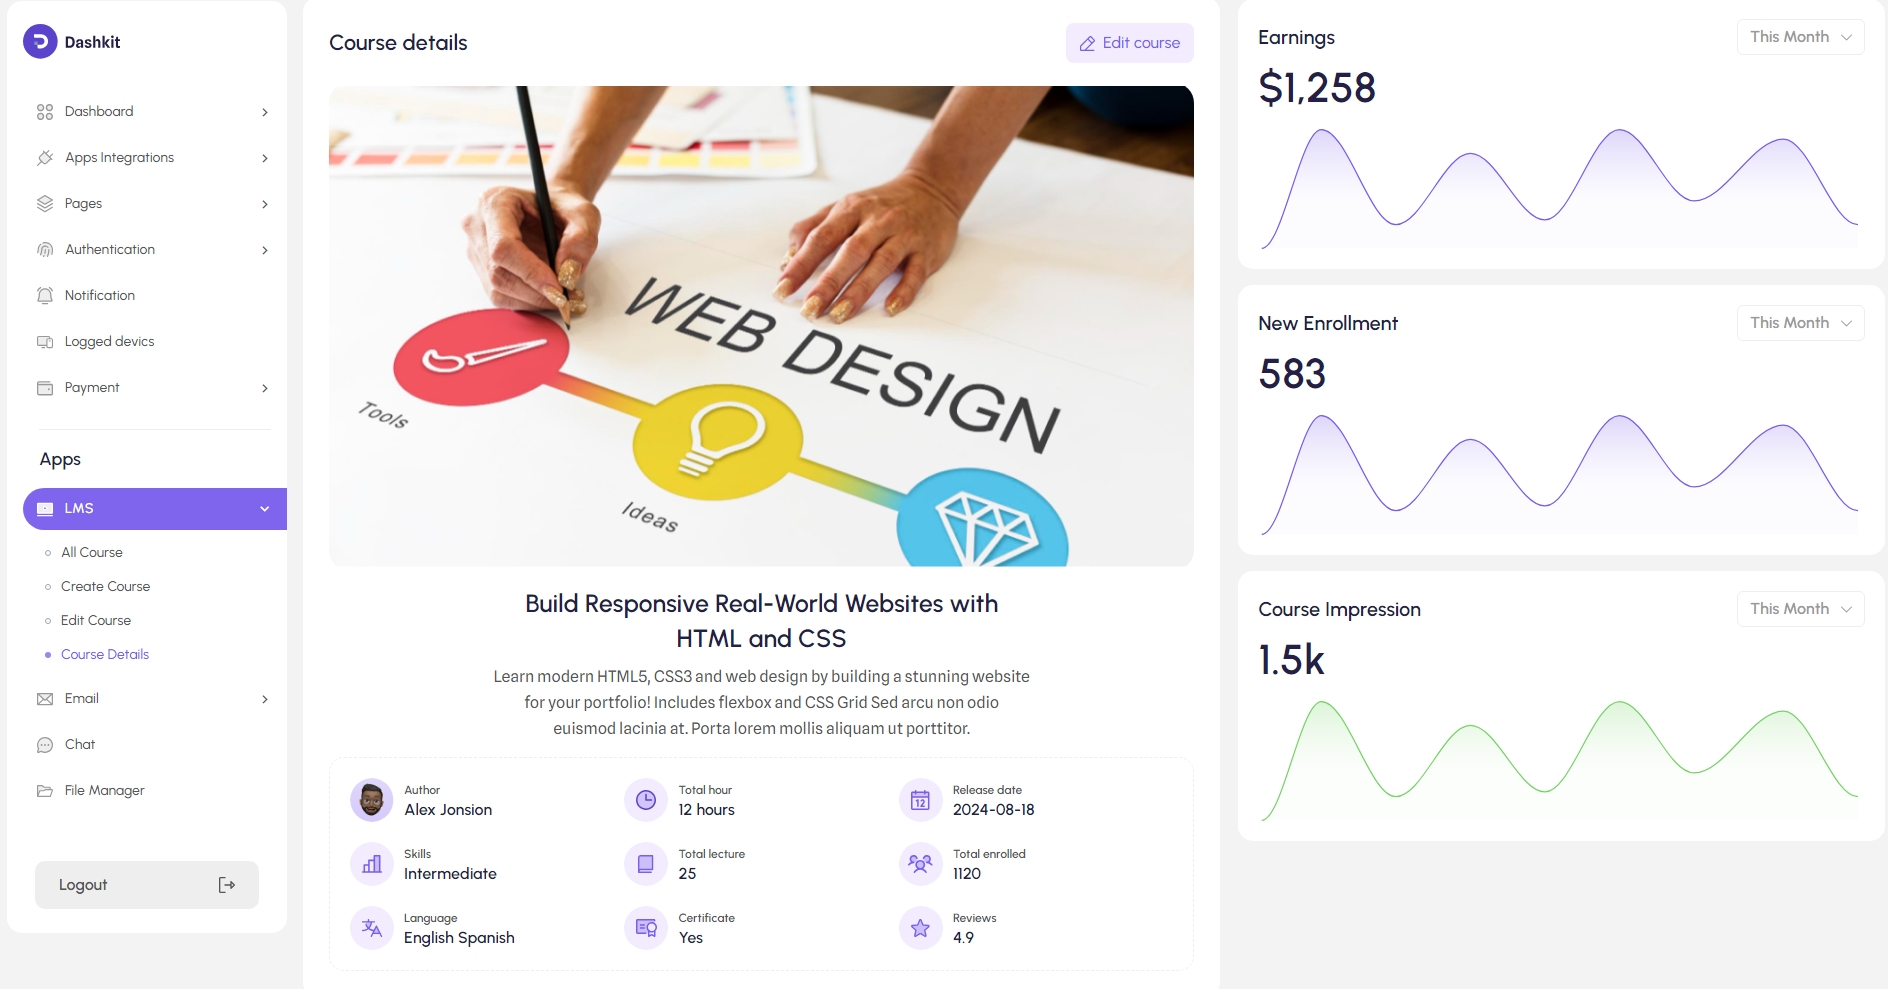 Dashkit
Dashboard
Apps Integrations
Pages
Authentication
Notification
Logged devics
Payment
Apps
LMS
All Course
Create Course
Edit Course
Course Details
Email
Chat
File Manager
Logout
Course details
Edit course
WEB DESIGN
Tools
Ideas
Build Responsive Real-World Websites with
HTML and CSS
Learn modern HTML5, CSS3 and web design by building a stunning website
for your portfolio! Includes flexbox and CSS Grid Sed arcu non odio
euismod lacinia at. Porta lorem mollis aliquam ut porttitor.
Author
Alex Jonsion
Total hour
12 hours
12
Release date
2024-08-18
Skills
Intermediate
Total lecture
25
Total enrolled
1120
Language
English Spanish
Certificate
Yes
Reviews
4.9
Earnings
This Month
$1,258
New Enrollment
This Month
583
Course Impression
This Month
1.5k